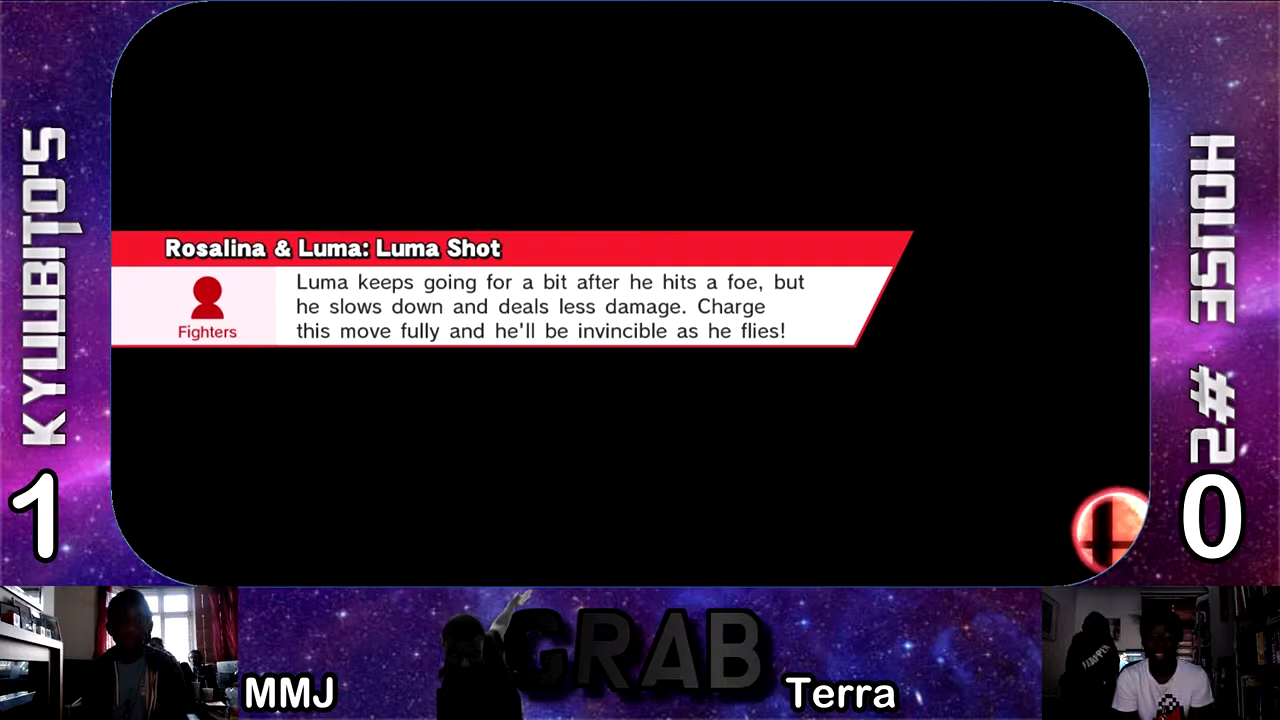 KYUUBITO'S
HOUSE #2
Rosalina & Luma: Luma Shot
Fighters
Luma keeps going for a bit after he hits a foe, but
he slows down and deals less damage. Charge
this move fully and he'll be invincible as he flies!
1
0
GRAB
MMJ
Terra